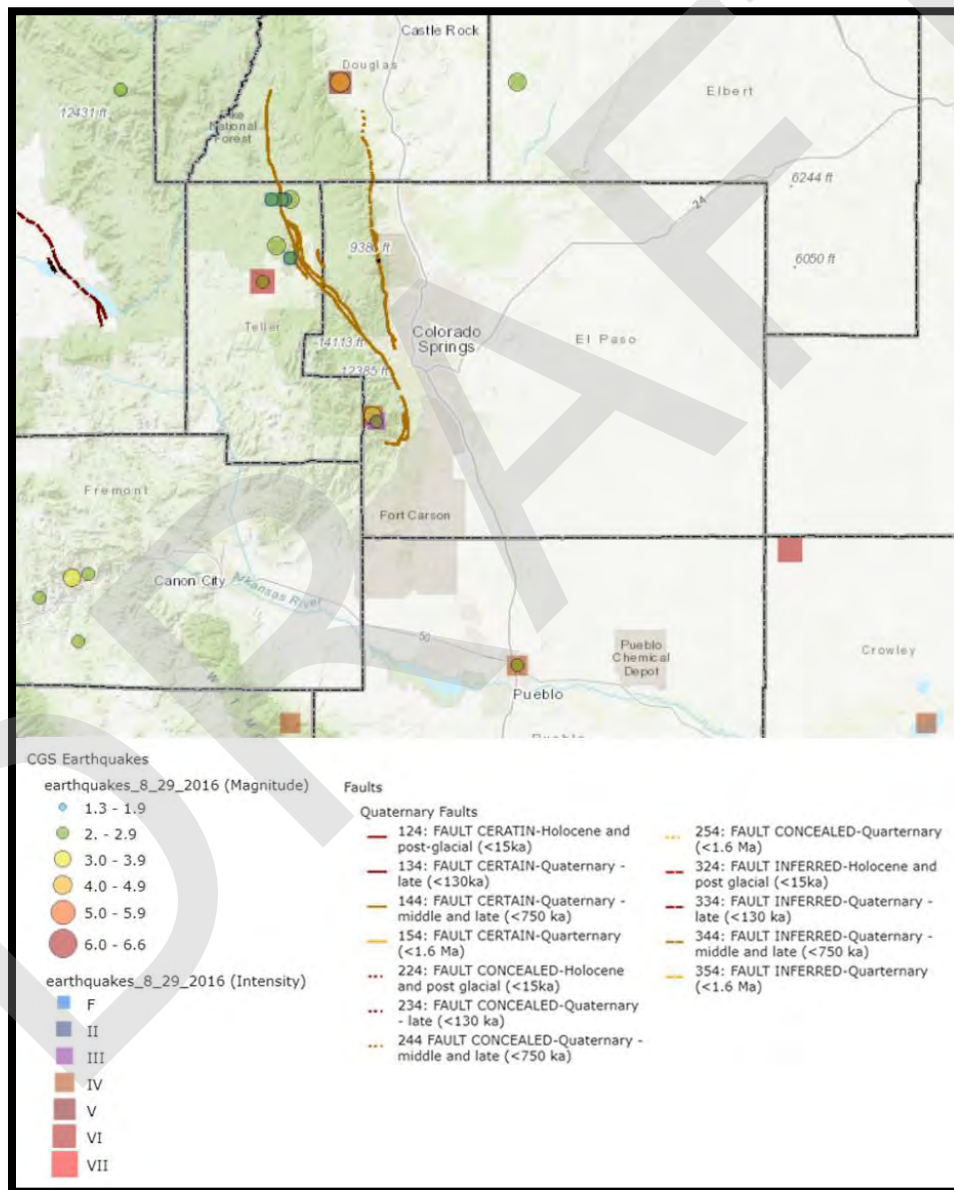 Castle Rock
Douglas
Elbert
12431 ft
Pike
National
Forest
6244 ft
24
9385 ft
6050 ft
Teller
Colorado
Springs
El Paso
14113 ft
12385 ft
Fremont
Fort Carson
Canon City
Arkansas River
50
Pueblo
Chemical
Depot
Crowley
Pueblo
Pueblo
DRAFT
CGS Earthquakes
earthquakes_8_29_2016 (Magnitude)
1.3 - 1.9
2. - 2.9
3.0 - 3.9
4.0 - 4.9
5.0 - 5.9
6.0 - 6.6
earthquakes_8_29_2016 (Intensity)
F
II
III
IV
V
VI
VII
Faults
Quaternary Faults
124: FAULT CERATIN-Holocene and
post-glacial (<15ka)
134: FAULT CERTAIN-Quaternary -
late (<130ka)
144: FAULT CERTAIN-Quaternary -
middle and late (<750 ka)
154: FAULT CERTAIN-Quarternary
(<1.6 Ma)
224: FAULT CONCEALED-Holocene
and post glacial (<15ka)
234: FAULT CONCEALED-Quaternary
- late (<130 ka)
244 FAULT CONCEALED-Quaternary -
middle and late (<750 ka)
254: FAULT CONCEALED-Quarternary
(<1.6 Ma)
324: FAULT INFERRED-Holocene and
post glacial (<15ka)
334: FAULT INFERRED-Quaternary -
late (<130 ka)
344: FAULT INFERRED-Quaternary -
middle and late (<750 ka)
354: FAULT INFERRED-Quarternary
(<1.6 Ma)